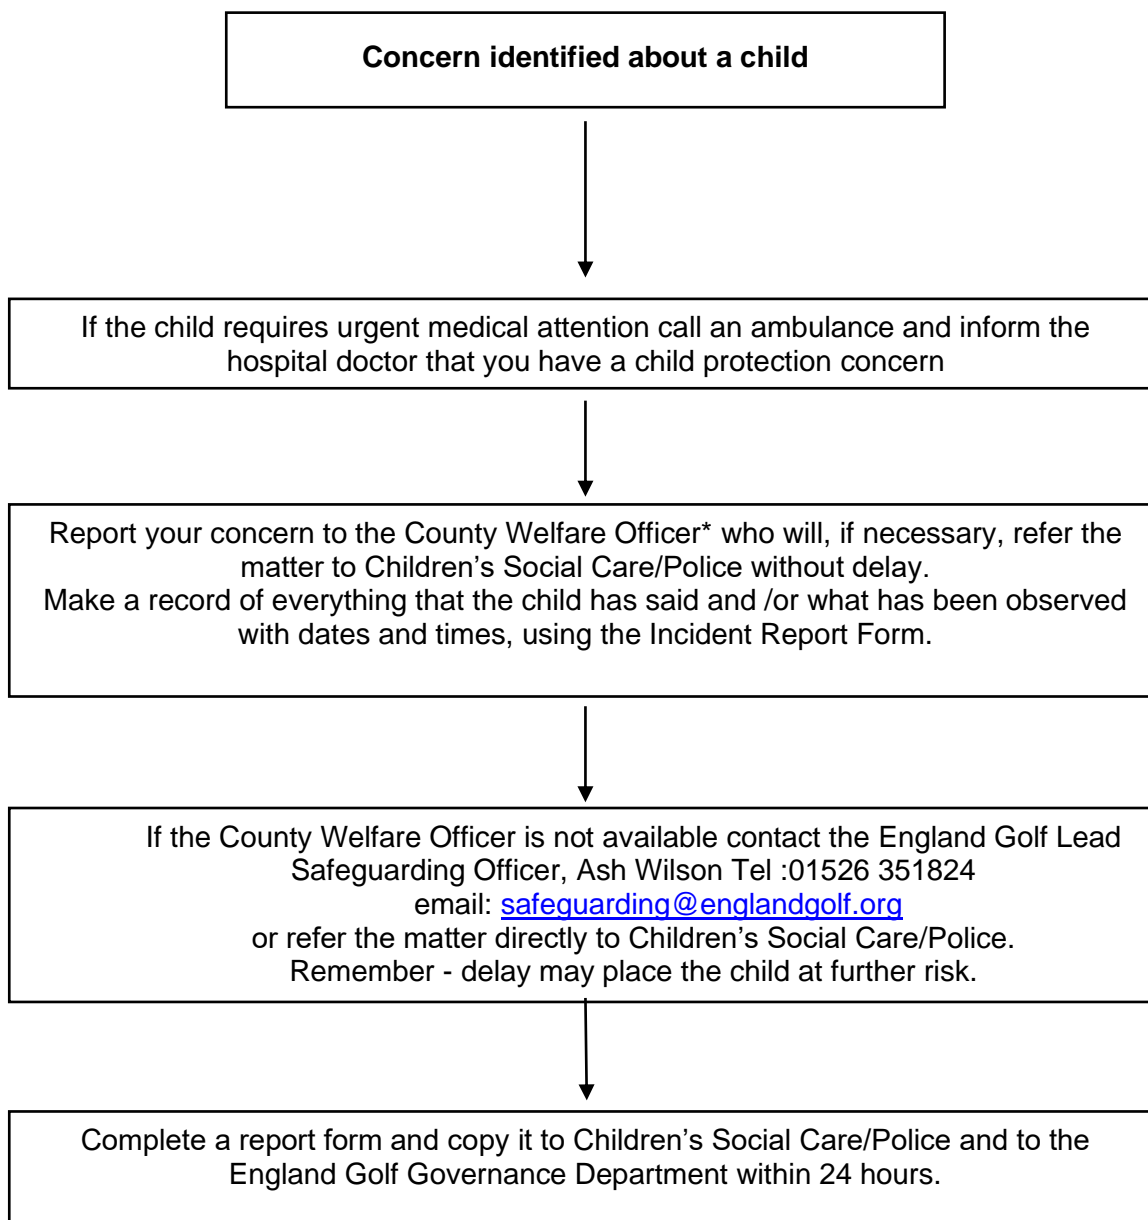 Concern identified about a child
If the child requires urgent medical attention call an ambulance and inform the
hospital doctor that you have a child protection concern
Report your concern to the County Welfare Officer* who will, if necessary, refer the
matter to Children’s Social Care/Police without delay.
Make a record of everything that the child has said and /or what has been observed
with dates and times, using the Incident Report Form.
If the County Welfare Officer is not available contact the England Golf Lead
Safeguarding Officer, Ash Wilson Tel :01526 351824
email: safeguarding@englandgolf.org
or refer the matter directly to Children’s Social Care/Police.
Remember - delay may place the child at further risk.
Complete a report form and copy it to Children’s Social Care/Police and to the
England Golf Governance Department within 24 hours.